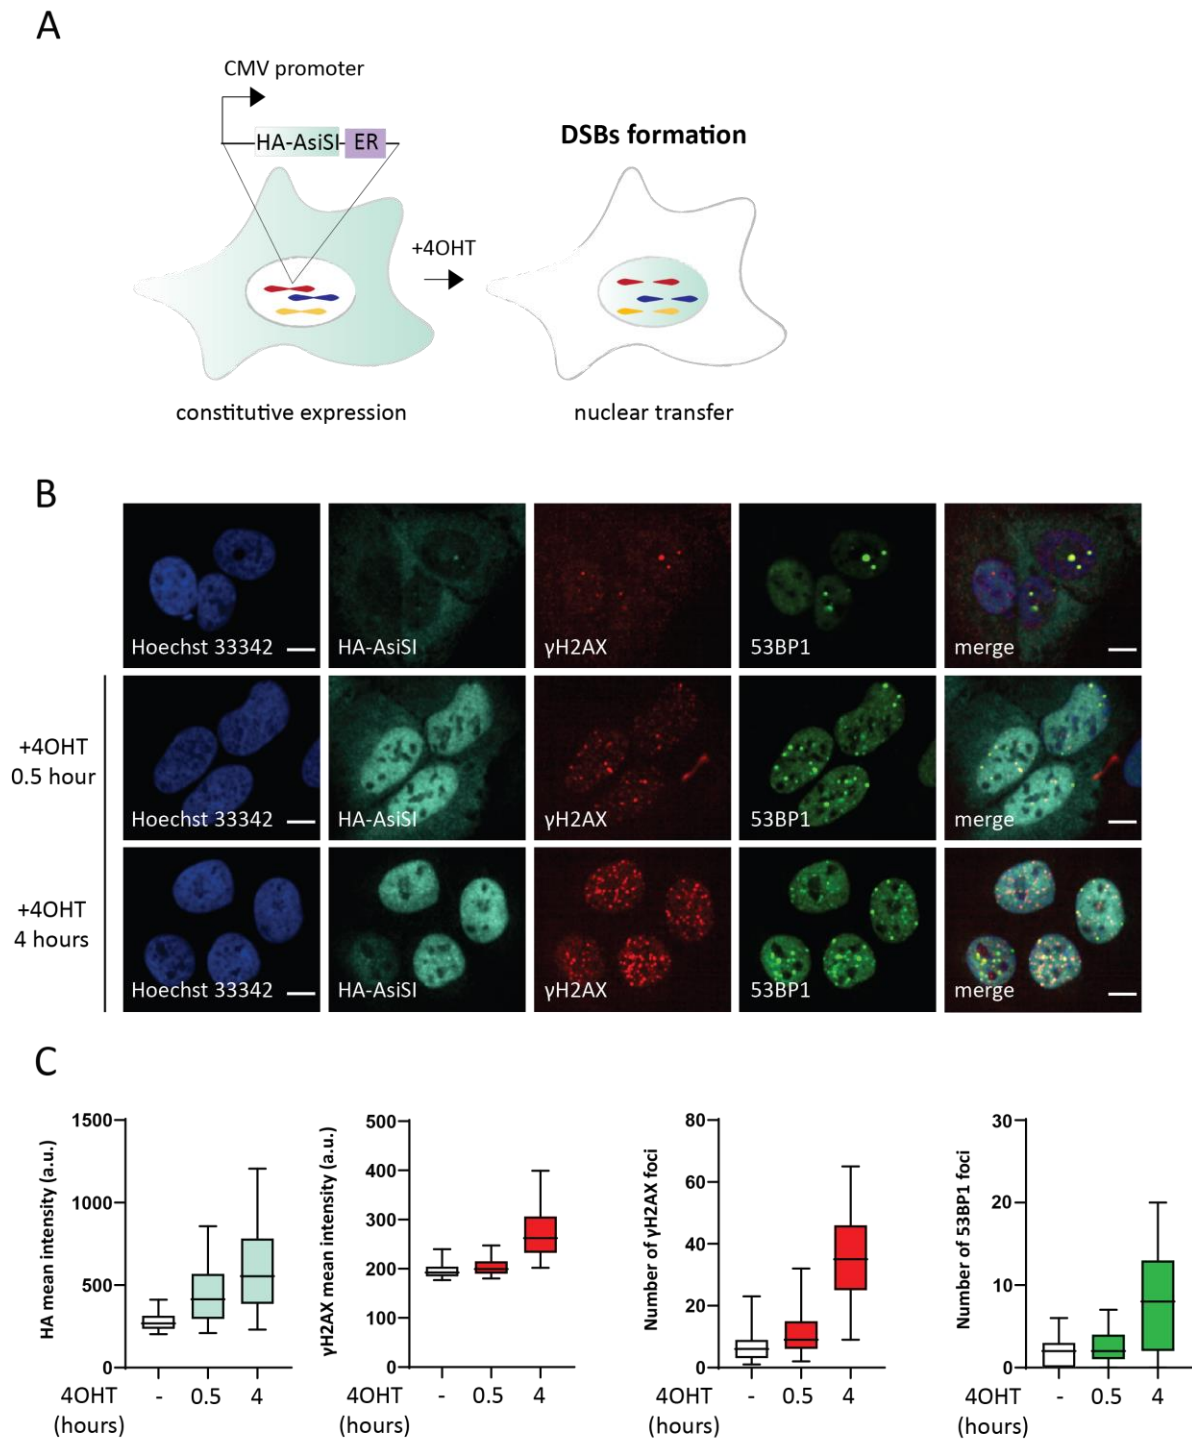 A
CMV promoter
HA-AsiSI ER
DSBs formation
+4OHT
constitutive expression
nuclear transfer
B
Hoechst 33342 HA-AsiSI γH2AX 53BP1 merge
+4OHT
0.5 hour
Hoechst 33342 HA-AsiSI γH2AX 53BP1 merge
+4OHT
4 hours
Hoechst 33342 HA-AsiSI γH2AX 53BP1 merge
C
HA mean intensity (a.u.)
1500
1000
500
0
4OHT - 0.5 4
(hours)
γH2AX mean intensity (a.u.)
500
400
300
200
100
0
4OHT - 0.5 4
(hours)
Number of γH2AX foci
80
60
40
20
0
4OHT - 0.5 4
(hours)
Number of 53BP1 foci
30
20
10
0
4OHT - 0.5 4
(hours)